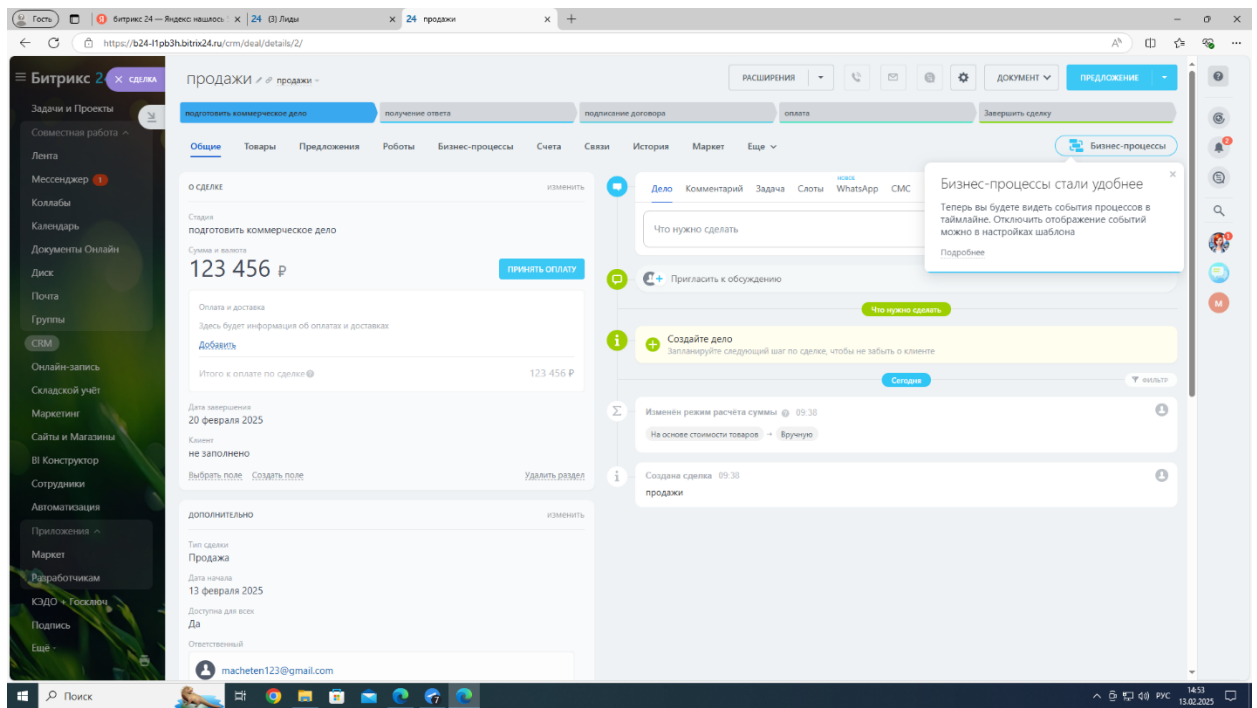 Гость
битрикс 24 — Яндекс: нашлось
24 (3) Лиды
24 продажи
https://b24-l1pb3h.bitrix24.ru/crm/deal/details/2/
Битрикс 2
СДЕЛКА
Задачи и Проекты
Совместная работа
Лента
Мессенджер 1
Коллабы
Календарь
Документы Онлайн
Диск
Почта
Группы
CRM
Онлайн-запись
Складской учёт
Маркетинг
Сайты и Магазины
BI Конструктор
Сотрудники
Автоматизация
Приложения
Маркет
Разработчикам
КЭДО + Госключ
Подпись
Ещё
продажи продажи
РАСШИРЕНИЯ
ДОКУМЕНТ
ПРЕДЛОЖЕНИЕ
подготовить коммерческое дело
получение ответа
подписание договора
оплата
Завершить сделку
Общие Товары Предложения Роботы Бизнес-процессы Счета Связи История Маркет Еще
Бизнес-процессы
О СДЕЛКЕ
изменить
Стадия
подготовить коммерческое дело
Сумма и валюта
123 456 ₽
ПРИНЯТЬ ОПЛАТУ
Оплата и доставка
Здесь будет информация об оплатах и доставках
Добавить
Итого к оплате по сделке
123 456 ₽
Дата завершения
20 февраля 2025
Клиент
не заполнено
Выбрать поле Создать поле
Удалить раздел
ДОПОЛНИТЕЛЬНО
изменить
Тип сделки
Продажа
Дата начала
13 февраля 2025
Доступна для всех
Да
Ответственный
macheten123@gmail.com
НОВОЕ
Дело Комментарий Задача Слоты WhatsApp СМС
Что нужно сделать
Пригласить к обсуждению
Что нужно сделать
Создайте дело
Запланируйте следующий шаг по сделке, чтобы не забыть о клиенте
Сегодня
ФИЛЬТР
Изменён режим расчёта суммы 09:38
На основе стоимости товаров → Вручную
Создана сделка 09:38
продажи
Бизнес-процессы стали удобнее
Теперь вы будете видеть события процессов в
таймлайне. Отключить отображение событий
можно в настройках шаблона
Подробнее
2
М
Поиск
РУС
14:53
13.02.2025